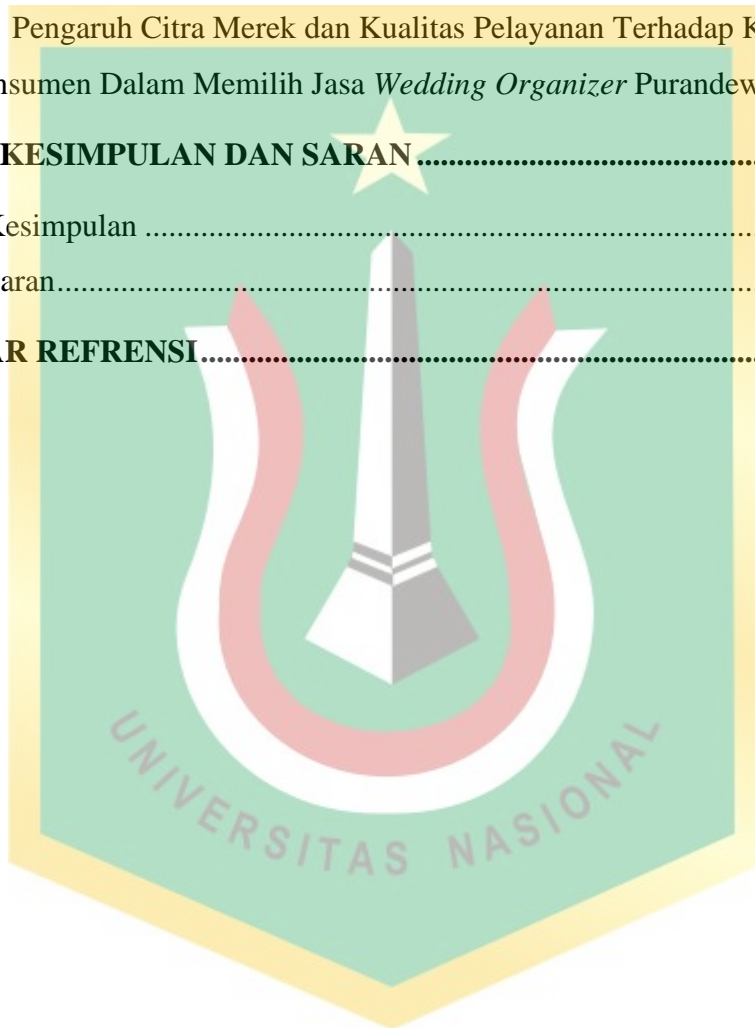 Pengaruh Citra Merek dan Kualitas Pelayanan Terhadap K
nsumen Dalam Memilih Jasa Wedding Organizer Purandew
KESIMPULAN DAN SARAN ..........................................
Kesimpulan ..............................................................................
aran..........................................................................................
AR REFRENSI......................................................................
UNIVERSITAS NASIONAL